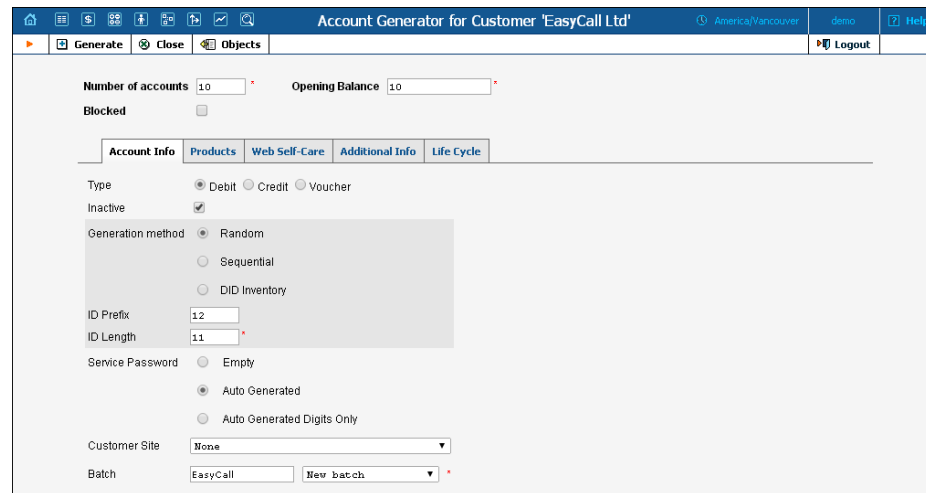 $ Account Generator for Customer 'EasyCall Ltd' America/Vancouver demo ? Help
Generate Close Objects Logout
Number of accounts 10 * Opening Balance 10 *
Blocked
Account Info Products Web Self-Care Additional Info Life Cycle
Type Debit Credit Voucher
Inactive
Generation method Random
Sequential
DID Inventory
ID Prefix 12
ID Length 11 *
Service Password Empty
Auto Generated
Auto Generated Digits Only
Customer Site None
Batch EasyCall New batch *